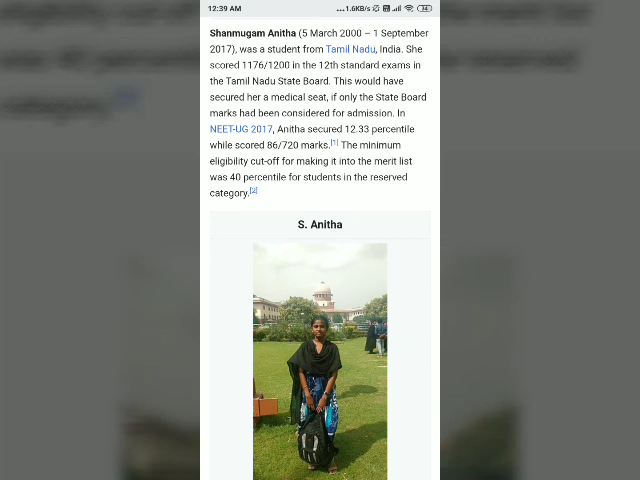 12:39 AM
...1.6KB/s
34
Shanmugam Anitha (5 March 2000 – 1 September
2017), was a student from Tamil Nadu, India. She
scored 1176/1200 in the 12th standard exams in
the Tamil Nadu State Board. This would have
secured her a medical seat, if only the State Board
marks had been considered for admission. In
NEET-UG 2017, Anitha secured 12.33 percentile
while scored 86/720 marks.[1] The minimum
eligibility cut-off for making it into the merit list
was 40 percentile for students in the reserved
category.[2]
S. Anitha